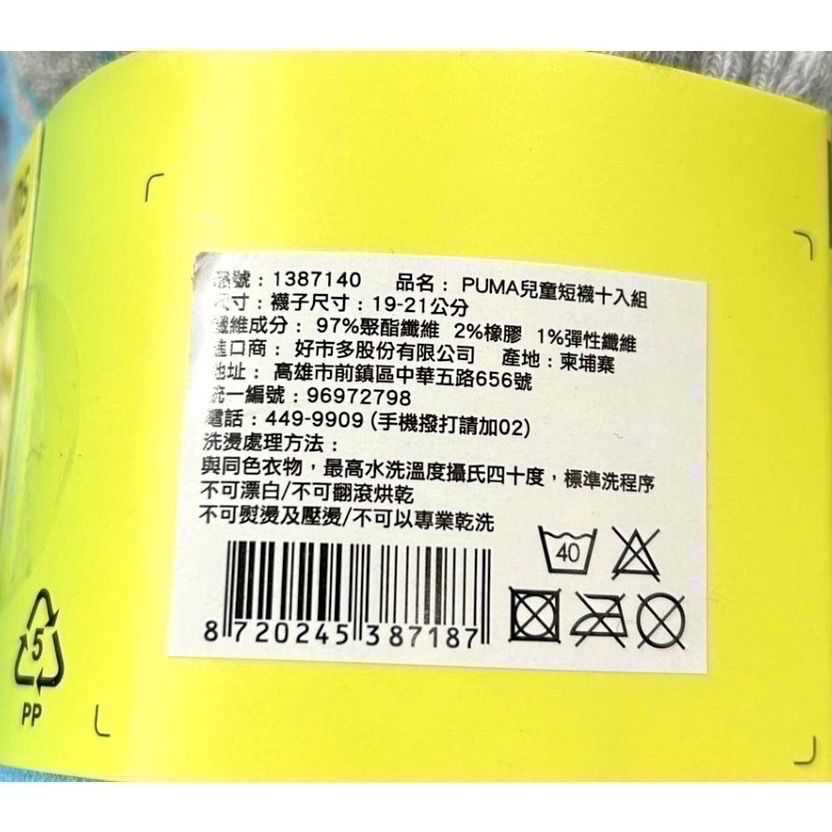 品號：1387140 品名：PUMA兒童短襪十入組
尺寸：襪子尺寸：19-21公分
纖維成分：97%聚酯纖維 2%橡膠 1%彈性纖維
進口商：好市多股份有限公司 產地：柬埔寨
地址：高雄市前鎮區中華五路656號
統一編號：96972798
電話：449-9909 (手機撥打請加02)
洗燙處理方法：
與同色衣物，最高水洗溫度攝氏四十度，標準洗程序
不可漂白/不可翻滾烘乾
不可熨燙及壓燙/不可以專業乾洗
40
8 720245 387187
5
PP